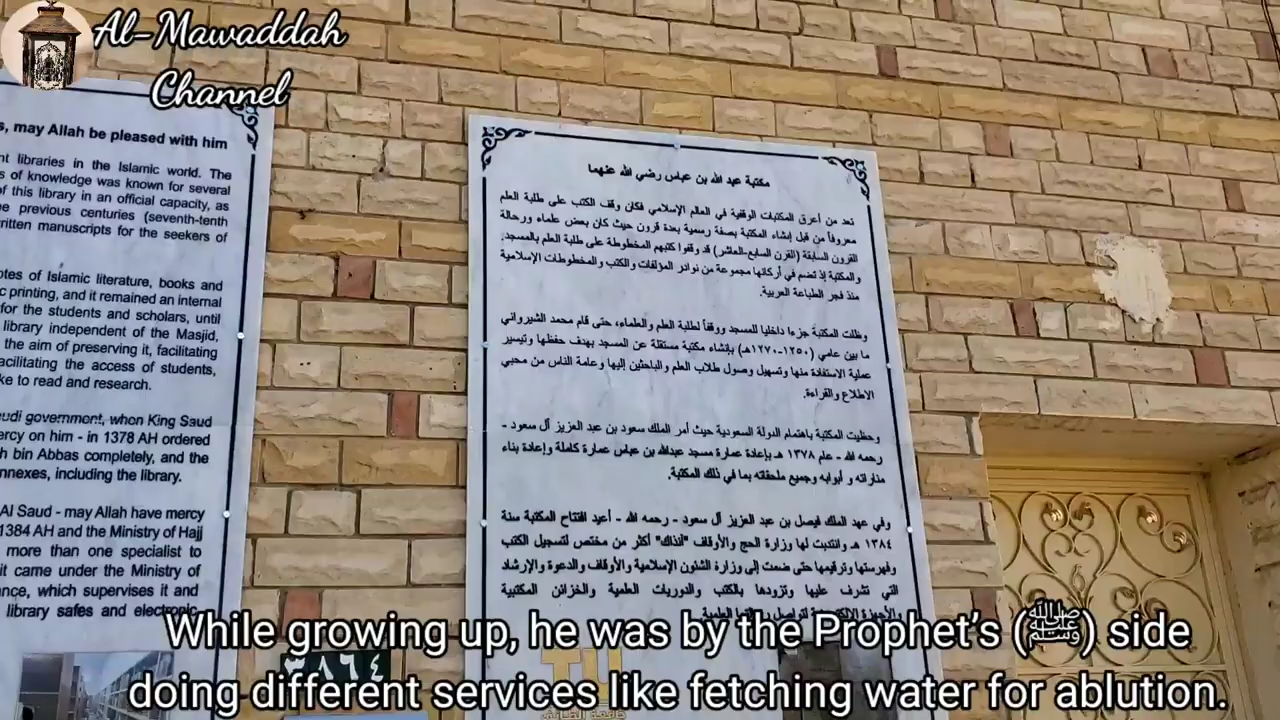 Al-Mawaddah
Channel
s, may Allah be pleased with him
nt libraries in the Islamic world. The
s of knowledge was known for several
of this library in an official capacity, as
e previous centuries (seventh-tenth
ritten manuscripts for the seekers of
otes of Islamic literature, books and
c printing, and it remained an internal
for the students and scholars, until
library independent of the Masjid,
the aim of preserving it, facilitating
acilitating the access of students,
ke to read and research.
audi government, when King Saud
ercy on him - in 1378 AH ordered
h bin Abbas completely, and the
nnexes, including the library.
Al Saud - may Allah have mercy
1384 AH and the Ministry of Hajj
more than one specialist to
it came under the Ministry of
ance, which supervises it and
library safes and electronic
مكتبة عبد الله بن عباس رضي الله عنهما
تعد من أعرق المكتبات الوقفية في العالم الإسلامي فكان وقف الكتب على طلبة العلم
معروفاً من قبل إنشاء المكتبة بصفة رسمية بعدة قرون حيث كان بعض علماء ورحالة
القرون السابقة (القرن السابع-العاشر) قد وقفوا كتبهم المخطوطة على طلبة العلم بالمسجد.
والمكتبة إذ تضم في أركانها مجموعة من نوادر المؤلفات والكتب والمخطوطات الإسلامية
منذ فجر الطباعة العربية.
وظلت المكتبة جزءا داخليا للمسجد ووقفاً لطلبة العلم والعلماء، حتى قام محمد الشيرواني
ما بين عامي (١٢٥٠-١٢٧٠هـ) بإنشاء مكتبة مستقلة عن المسجد بهدف حفظها وتيسير
عملية الاستفادة منها وتسهيل وصول طلاب العلم والباحثين إليها وعامة الناس من محبي
الاطلاع والقراءة.
وحظيت المكتبة باهتمام الدولة السعودية حيث أمر الملك سعود بن عبد العزيز آل سعود -
رحمه الله - عام ١٣٧٨ هـ بإعادة عمارة مسجد عبدالله بن عباس عمارة كاملة وإعادة بناء
مناراته و أبوابه وجميع ملحقاته بما في ذلك المكتبة.
وفي عهد الملك فيصل بن عبد العزيز آل سعود - رحمه الله - أعيد افتتاح المكتبة سنة
١٣٨٤ هـ وانتدبت لها وزارة الحج والأوقاف "آنذاك" أكثر من مختص لتسجيل الكتب
وفهرستها وترقيمها حتى ضمت إلى وزارة الشئون الإسلامية والأوقاف والدعوة والإرشاد
التي تشرف عليها وتزودها بالكتب والدوريات العلمية والخزائن المكتبية
٣٨٦٤
TU
جامعة الطائف
While growing up, he was by the Prophet's (ﷺ) side
doing different services like fetching water for ablution.